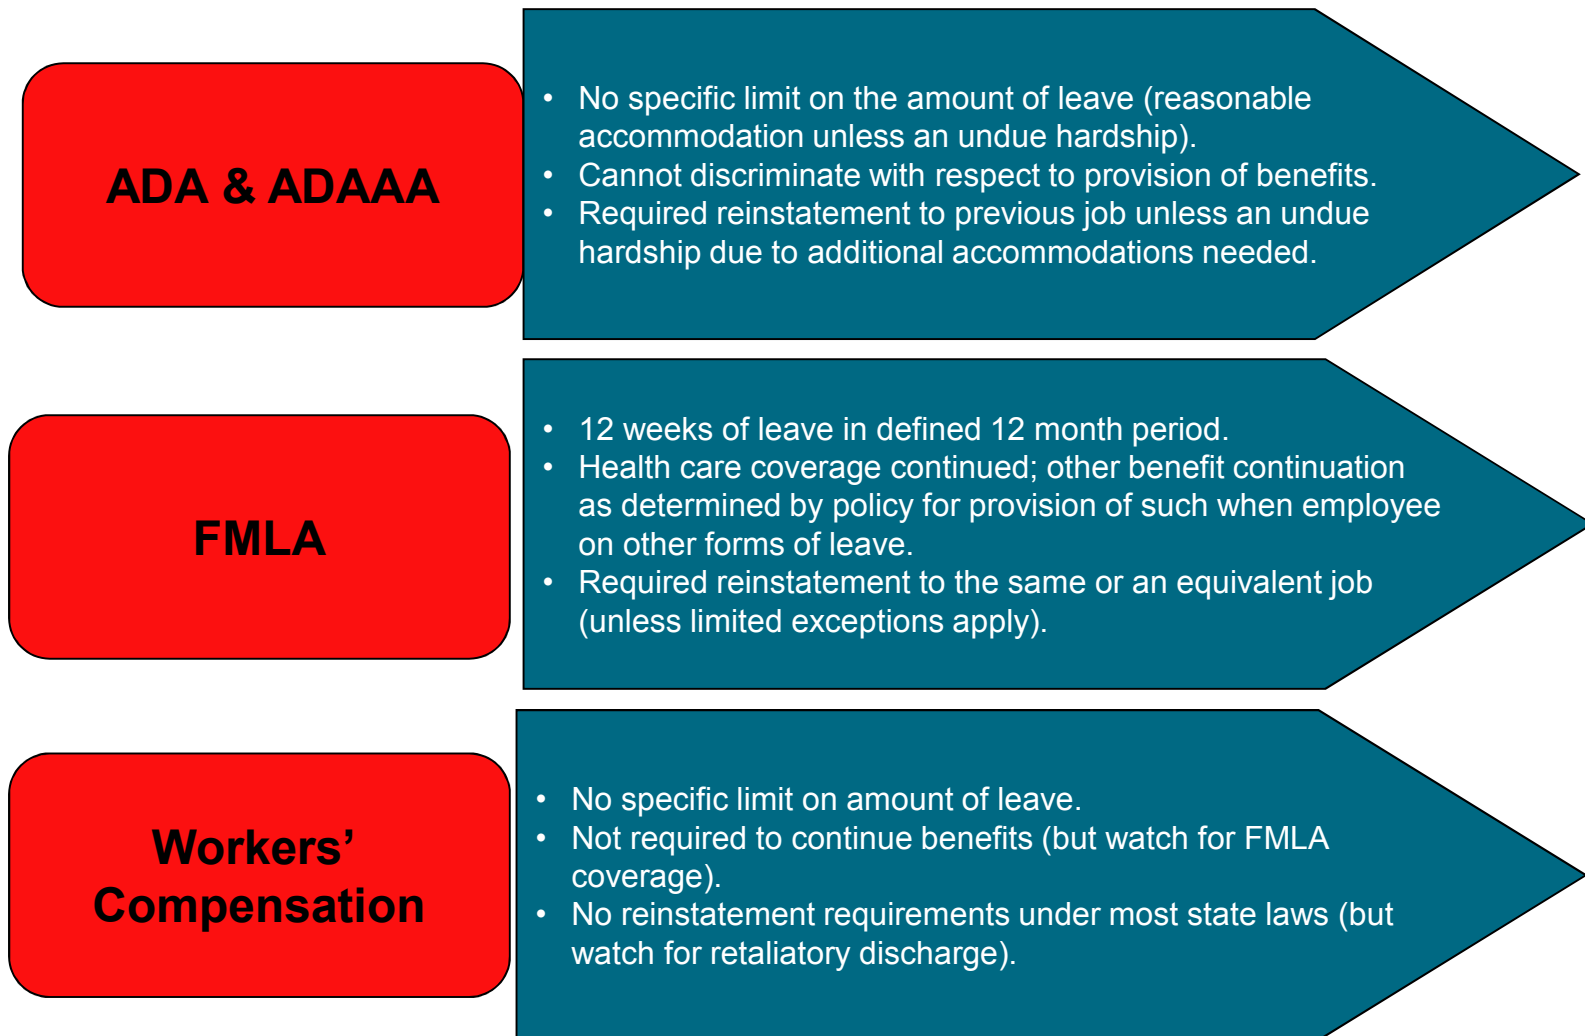 ADA & ADAAA
• No specific limit on the amount of leave (reasonable
accommodation unless an undue hardship).
• Cannot discriminate with respect to provision of benefits.
• Required reinstatement to previous job unless an undue
hardship due to additional accommodations needed.
FMLA
• 12 weeks of leave in defined 12 month period.
• Health care coverage continued; other benefit continuation
as determined by policy for provision of such when employee
on other forms of leave.
• Required reinstatement to the same or an equivalent job
(unless limited exceptions apply).
Workers’
Compensation
• No specific limit on amount of leave.
• Not required to continue benefits (but watch for FMLA
coverage).
• No reinstatement requirements under most state laws (but
watch for retaliatory discharge).